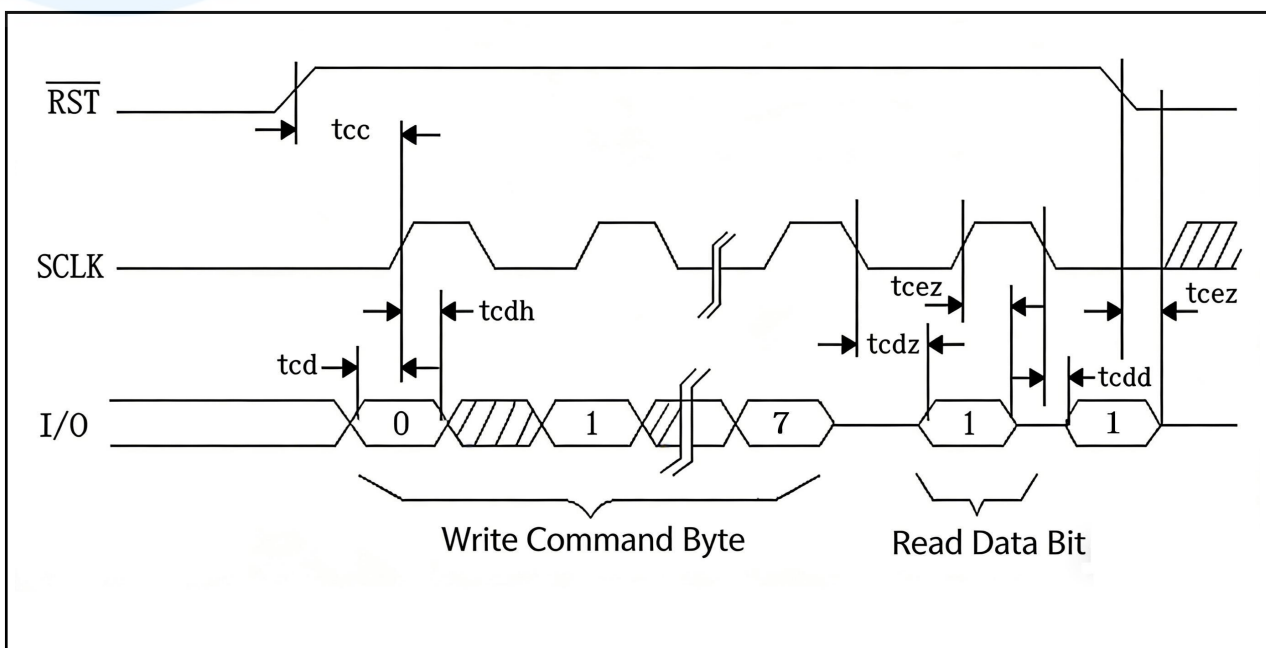 RST
tcc
SCLK
tcez
tcez
tcdh
tcdz
tcd
tcdd
I/O
0
1
7
1
1
Write Command Byte
Read Data Bit